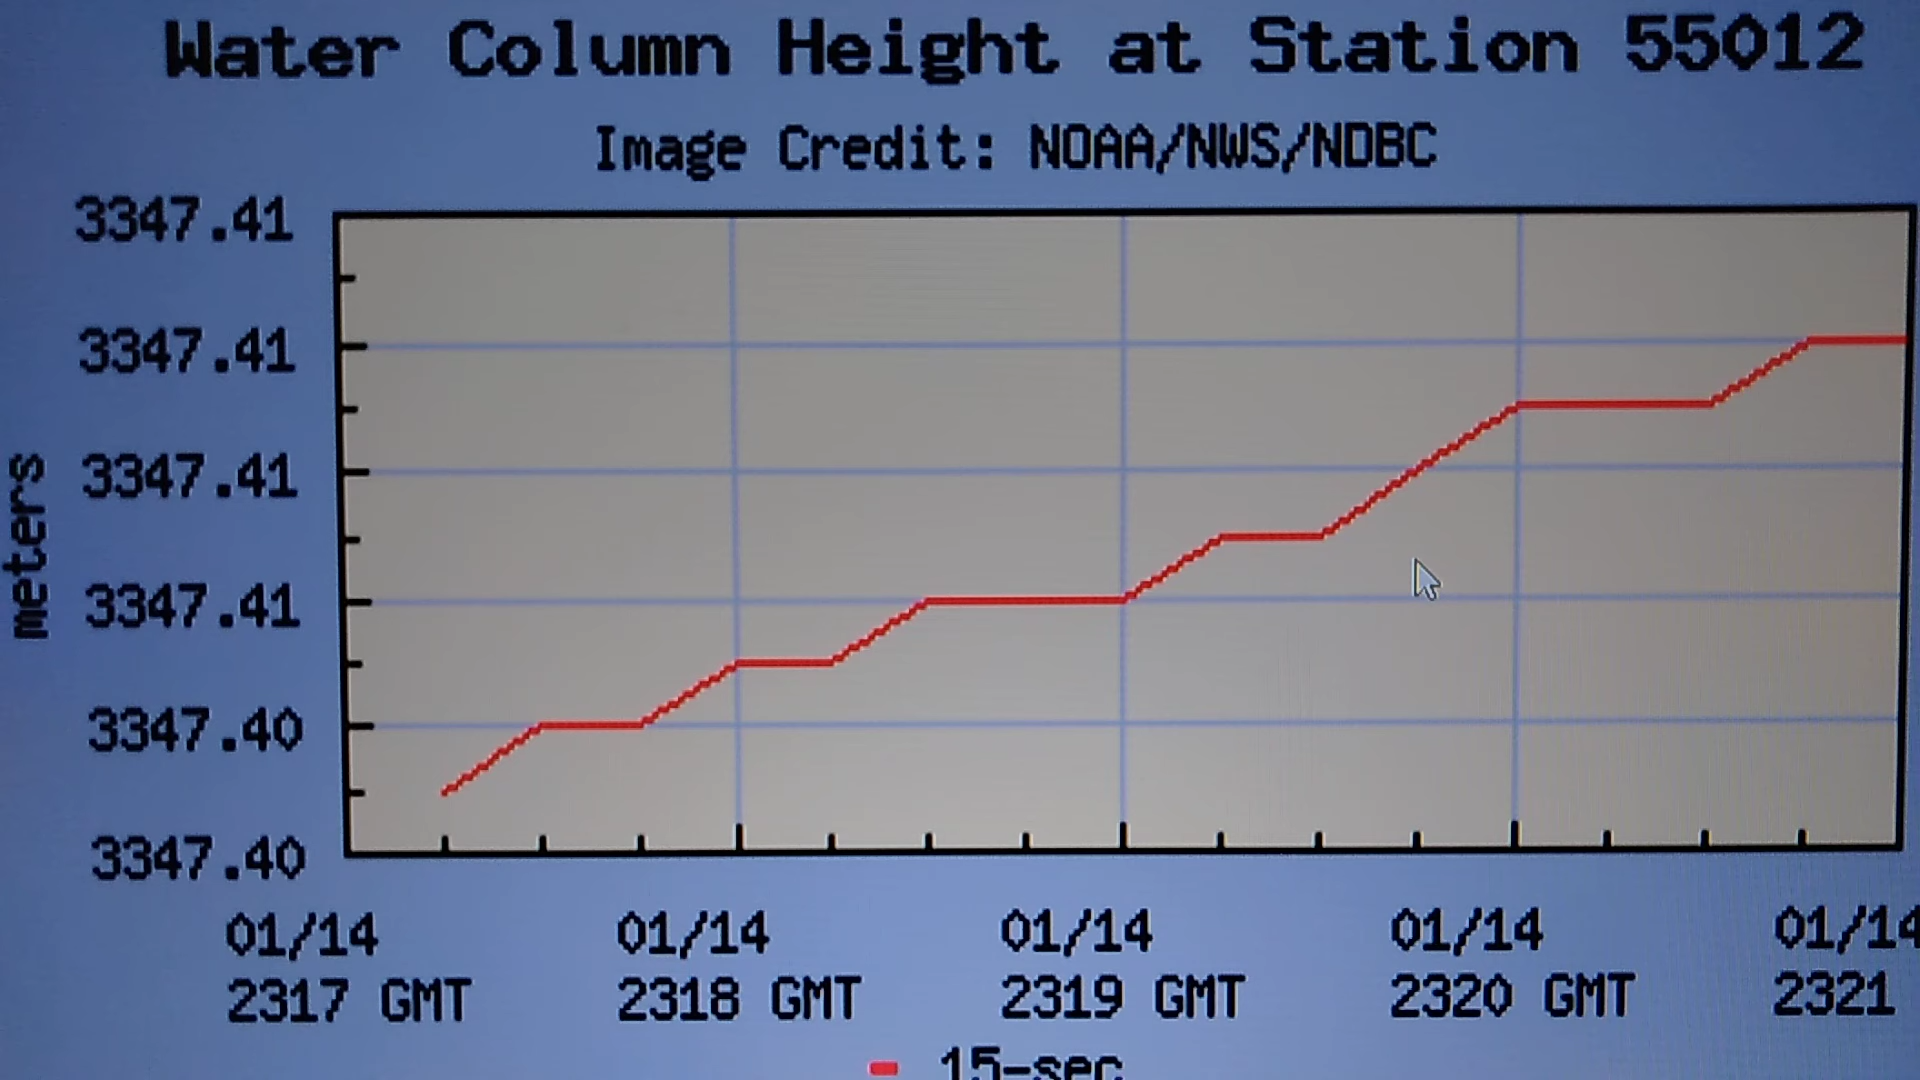 Water Column Height at Station 55012
Image Credit: NOAA/NWS/NDBC
3347.41
3347.41
3347.41
3347.41
3347.40
3347.40
meters
01/14 01/14 01/14 01/14 01/14
2317 GMT 2318 GMT 2319 GMT 2320 GMT 2321
15-sec